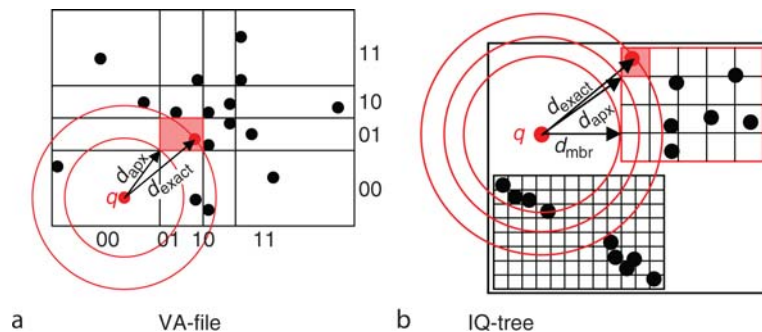 11
10
01
00
00 01 10 11
d_apx
d_exact
q
a VA-file
d_exact
d_apx
q
d_mbr
b IQ-tree